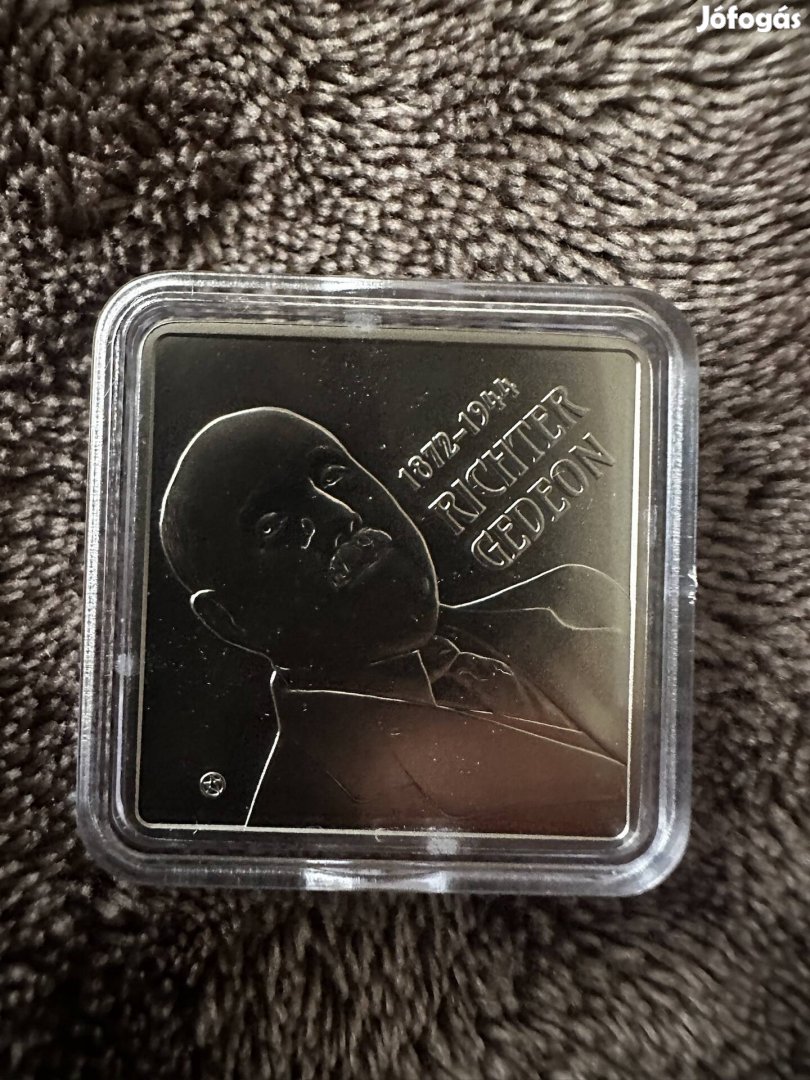 Jófogás
1872-1944
RICHTER
GEDEON